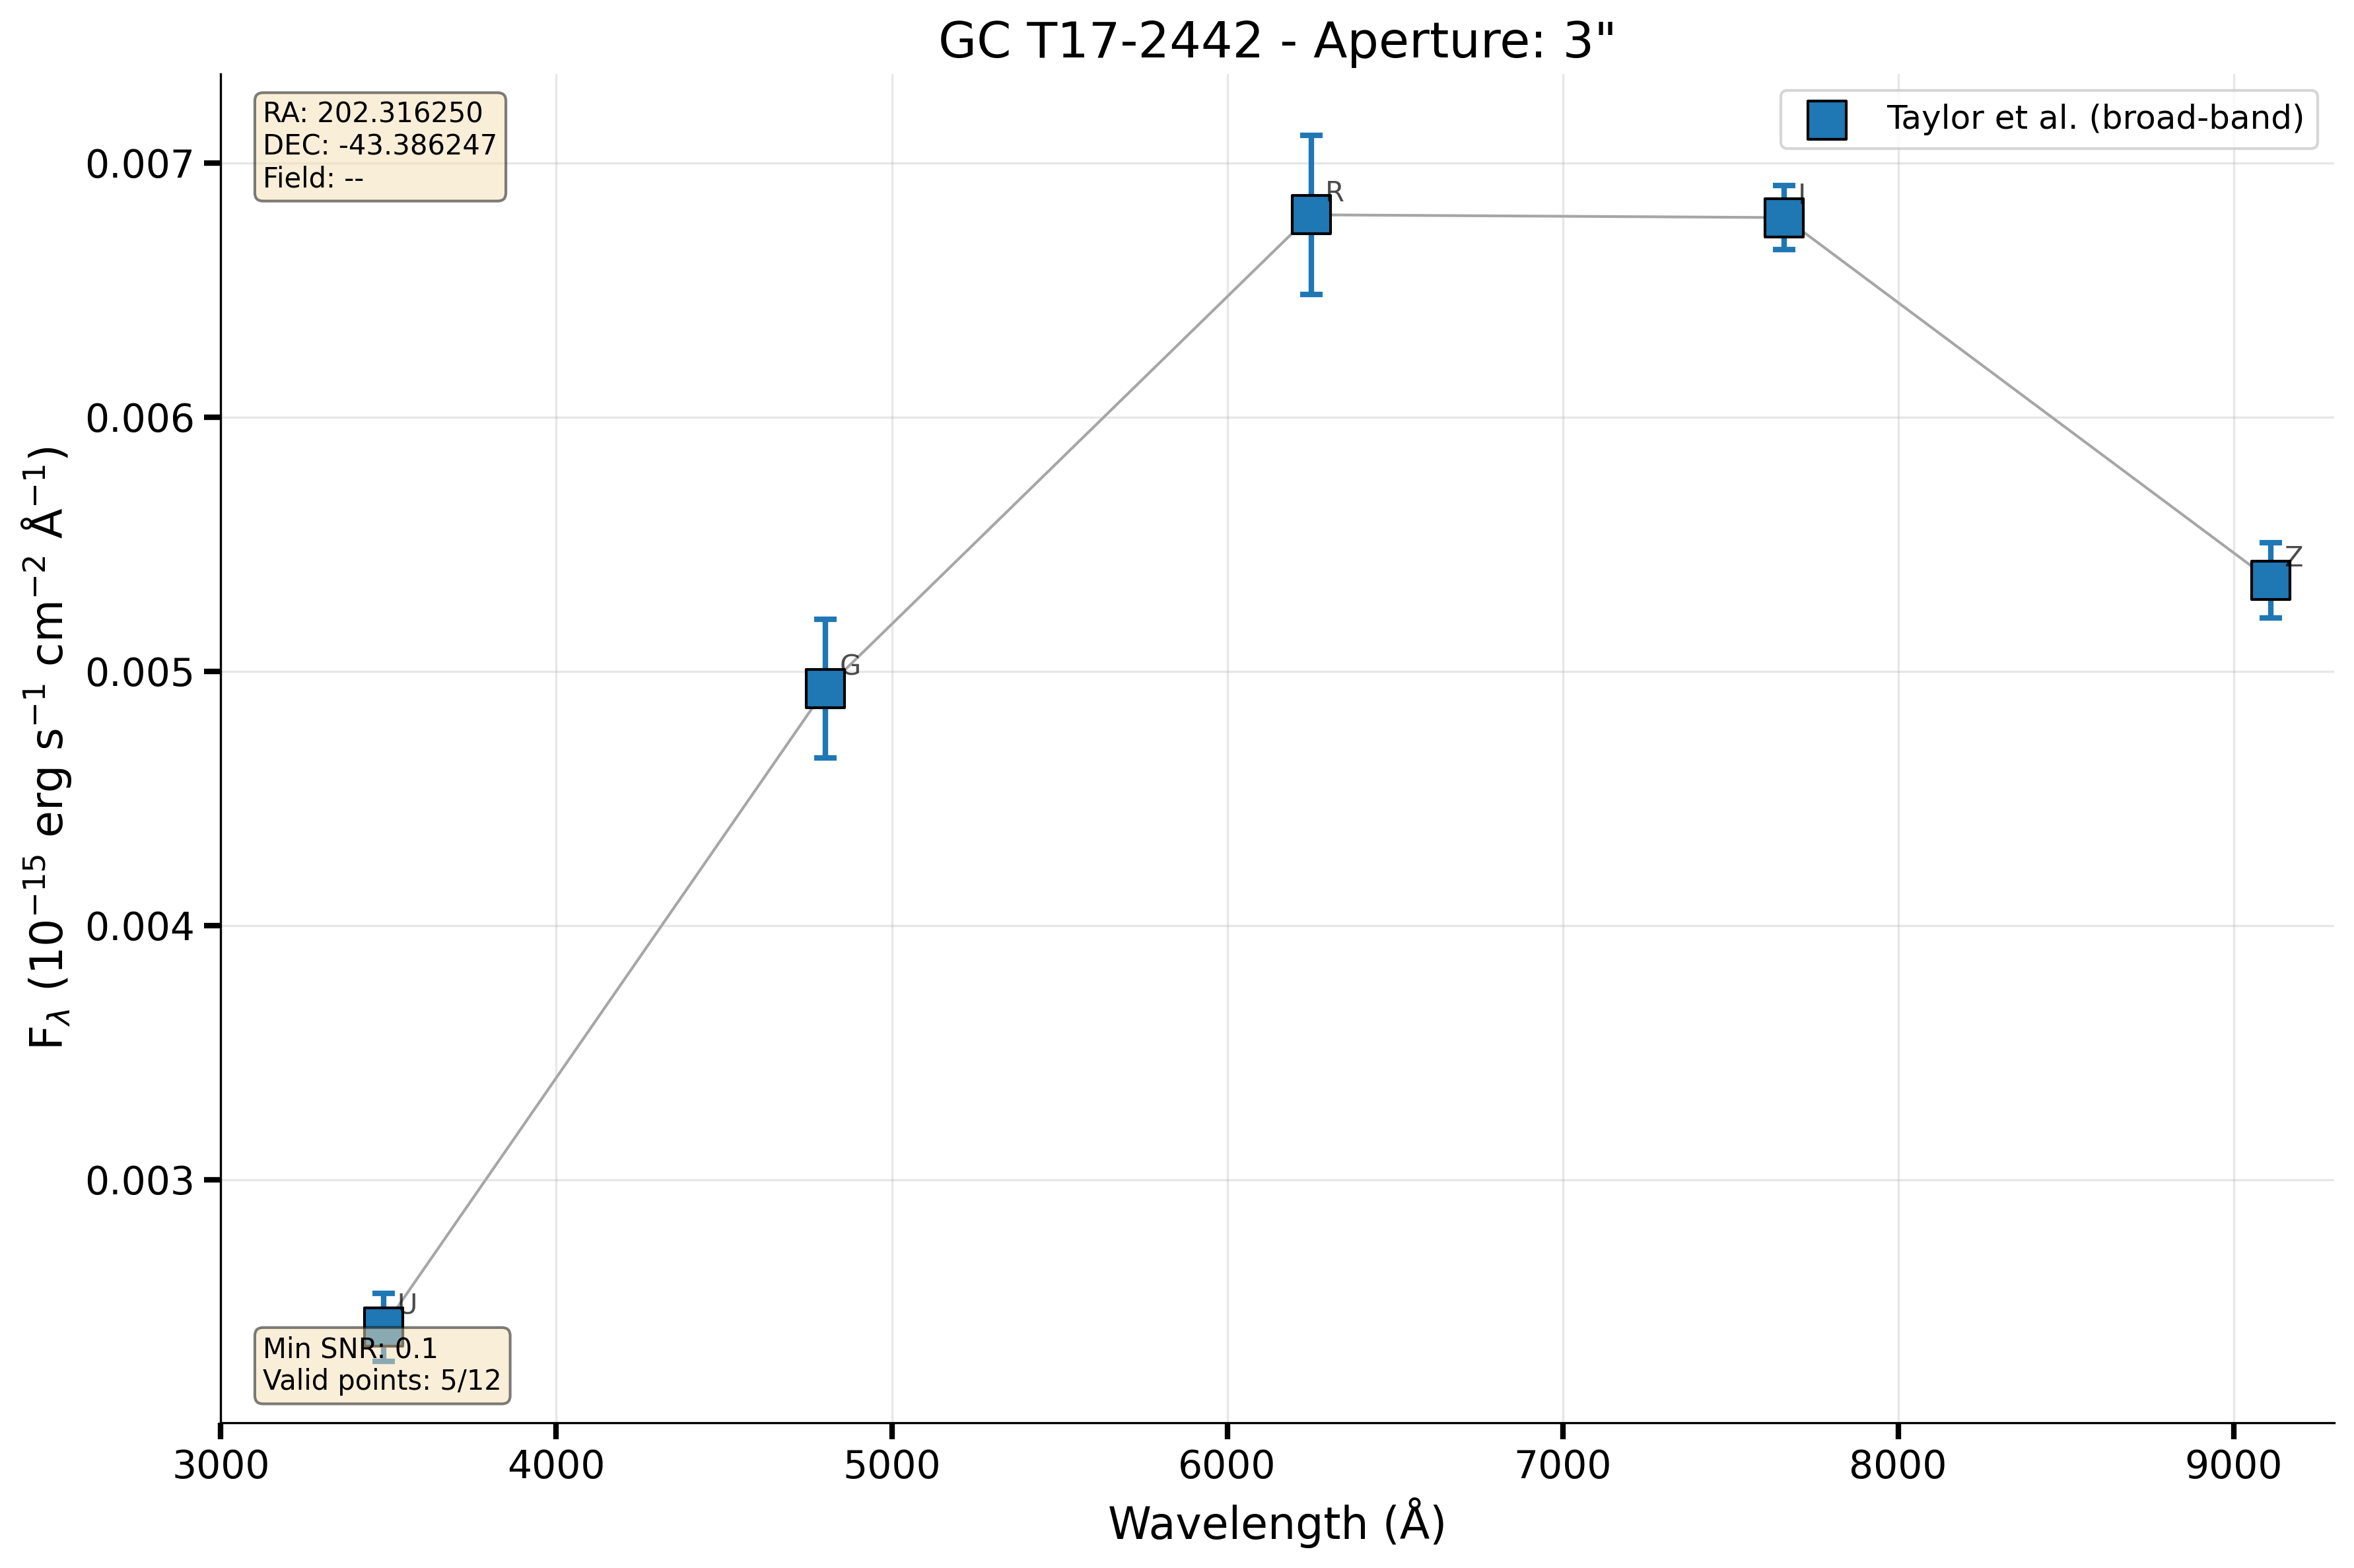 GC T17-2442 - Aperture: 3"
RA: 202.316250
DEC: -43.386247
Field: --
Taylor et al. (broad-band)
0.007
0.006
0.005
0.004
0.003
F_λ (10⁻¹⁵ erg s⁻¹ cm⁻² Å⁻¹)
R
I
Z
G
U
Min SNR: 0.1
Valid points: 5/12
3000 4000 5000 6000 7000 8000 9000
Wavelength (Å)